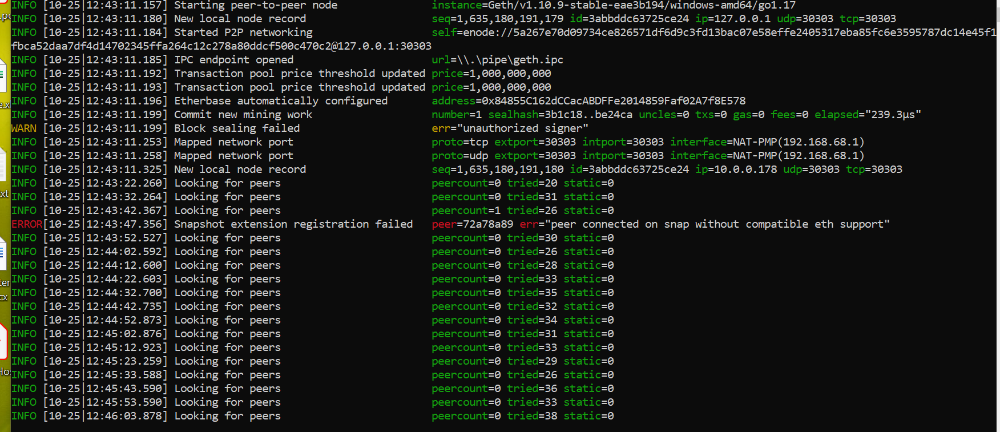 INFO [10-25|12:43:11.157] Starting peer-to-peer node instance=Geth/v1.10.9-stable-eae3b194/windows-amd64/go1.17
INFO [10-25|12:43:11.180] New local node record seq=1,635,180,191,179 id=3abbddc63725ce24 ip=127.0.0.1 udp=30303 tcp=30303
INFO [10-25|12:43:11.184] Started P2P networking self=enode://5a267e70d09734ce826571df6d9c3fd13bac07e58effe2405317eba85fc6e3595787dc14e45f1
fbca52daa7df4d14702345ffa264c12c278a80ddcf500c470c2@127.0.0.1:30303
INFO [10-25|12:43:11.185] IPC endpoint opened url=\\.\pipe\geth.ipc
INFO [10-25|12:43:11.192] Transaction pool price threshold updated price=1,000,000,000
INFO [10-25|12:43:11.193] Transaction pool price threshold updated price=1,000,000,000
INFO [10-25|12:43:11.196] Etherbase automatically configured address=0x84855C162dCCacABDFFe2014859Faf02A7f8E578
INFO [10-25|12:43:11.199] Commit new mining work number=1 sealhash=3b1c18..be24ca uncles=0 txs=0 gas=0 fees=0 elapsed="239.3µs"
WARN [10-25|12:43:11.199] Block sealing failed err="unauthorized signer"
INFO [10-25|12:43:11.253] Mapped network port proto=tcp extport=30303 intport=30303 interface=NAT-PMP(192.168.68.1)
INFO [10-25|12:43:11.258] Mapped network port proto=udp extport=30303 intport=30303 interface=NAT-PMP(192.168.68.1)
INFO [10-25|12:43:11.325] New local node record seq=1,635,180,191,180 id=3abbddc63725ce24 ip=10.0.0.178 udp=30303 tcp=30303
INFO [10-25|12:43:22.260] Looking for peers peercount=0 tried=20 static=0
INFO [10-25|12:43:32.264] Looking for peers peercount=0 tried=31 static=0
INFO [10-25|12:43:42.367] Looking for peers peercount=1 tried=26 static=0
ERROR[10-25|12:43:47.356] Snapshot extension registration failed peer=72a78a89 err="peer connected on snap without compatible eth support"
INFO [10-25|12:43:52.527] Looking for peers peercount=0 tried=30 static=0
INFO [10-25|12:44:02.592] Looking for peers peercount=0 tried=26 static=0
INFO [10-25|12:44:12.600] Looking for peers peercount=0 tried=28 static=0
INFO [10-25|12:44:22.603] Looking for peers peercount=0 tried=33 static=0
INFO [10-25|12:44:32.700] Looking for peers peercount=0 tried=35 static=0
INFO [10-25|12:44:42.735] Looking for peers peercount=0 tried=32 static=0
INFO [10-25|12:44:52.873] Looking for peers peercount=0 tried=34 static=0
INFO [10-25|12:45:02.876] Looking for peers peercount=0 tried=31 static=0
INFO [10-25|12:45:12.923] Looking for peers peercount=0 tried=33 static=0
INFO [10-25|12:45:23.259] Looking for peers peercount=0 tried=29 static=0
INFO [10-25|12:45:33.588] Looking for peers peercount=0 tried=26 static=0
INFO [10-25|12:45:43.590] Looking for peers peercount=0 tried=36 static=0
INFO [10-25|12:45:53.590] Looking for peers peercount=0 tried=33 static=0
INFO [10-25|12:46:03.878] Looking for peers peercount=0 tried=38 static=0